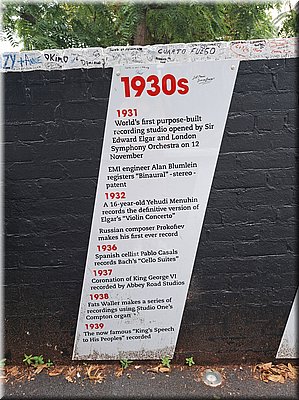 CUARTO FUZO
1930s
1931
World's first purpose-built
recording studio opened by Sir
Edward Elgar and London
Symphony Orchestra on 12
November
EMI engineer Alan Blumlein
registers "Binaural" - stereo -
patent
1932
A 16-year-old Yehudi Menuhin
records the definitive version of
Elgar's "Violin Concerto"
Russian composer Prokofiev
makes his first ever record
1936
Spanish cellist Pablo Casals
records Bach's "Cello Suites"
1937
Coronation of King George VI
recorded by Abbey Road Studios
1938
Fats Waller makes a series of
recordings using Studio One's
Compton organ
1939
The now famous "King's Speech
to His Peoples" recorded